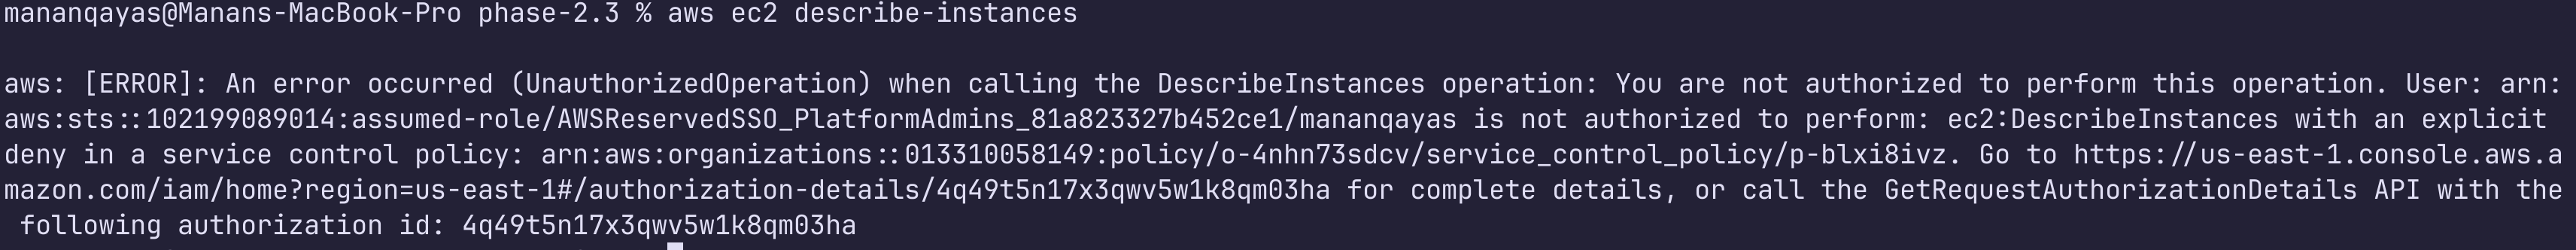 mananqayas@Manans-MacBook-Pro phase-2.3 % aws ec2 describe-instances
aws: [ERROR]: An error occurred (UnauthorizedOperation) when calling the DescribeInstances operation: You are not authorized to perform this operation. User: arn:
aws:sts::102199089014:assumed-role/AWSReservedSSO_PlatformAdmins_81a823327b452ce1/mananqayas is not authorized to perform: ec2:DescribeInstances with an explicit
deny in a service control policy: arn:aws:organizations::013310058149:policy/o-4nhn73sdcv/service_control_policy/p-blxi8ivz. Go to https://us-east-1.console.aws.a
mazon.com/iam/home?region=us-east-1#/authorization-details/4q49t5n17x3qwv5w1k8qm03ha for complete details, or call the GetRequestAuthorizationDetails API with the
 following authorization id: 4q49t5n17x3qwv5w1k8qm03ha